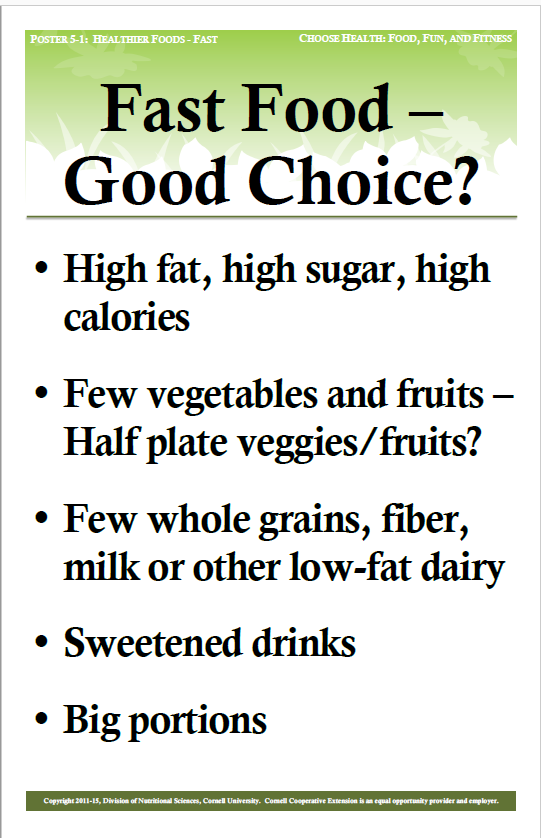 POSTER 5-1: HEALTHIER FOODS - FAST
CHOOSE HEALTH: FOOD, FUN, AND FITNESS
Fast Food –
Good Choice?
• High fat, high sugar, high
calories
• Few vegetables and fruits –
Half plate veggies/fruits?
• Few whole grains, fiber,
milk or other low-fat dairy
• Sweetened drinks
• Big portions
Copyright 2011-15, Division of Nutritional Sciences, Cornell University. Cornell Cooperative Extension is an equal opportunity provider and employer.